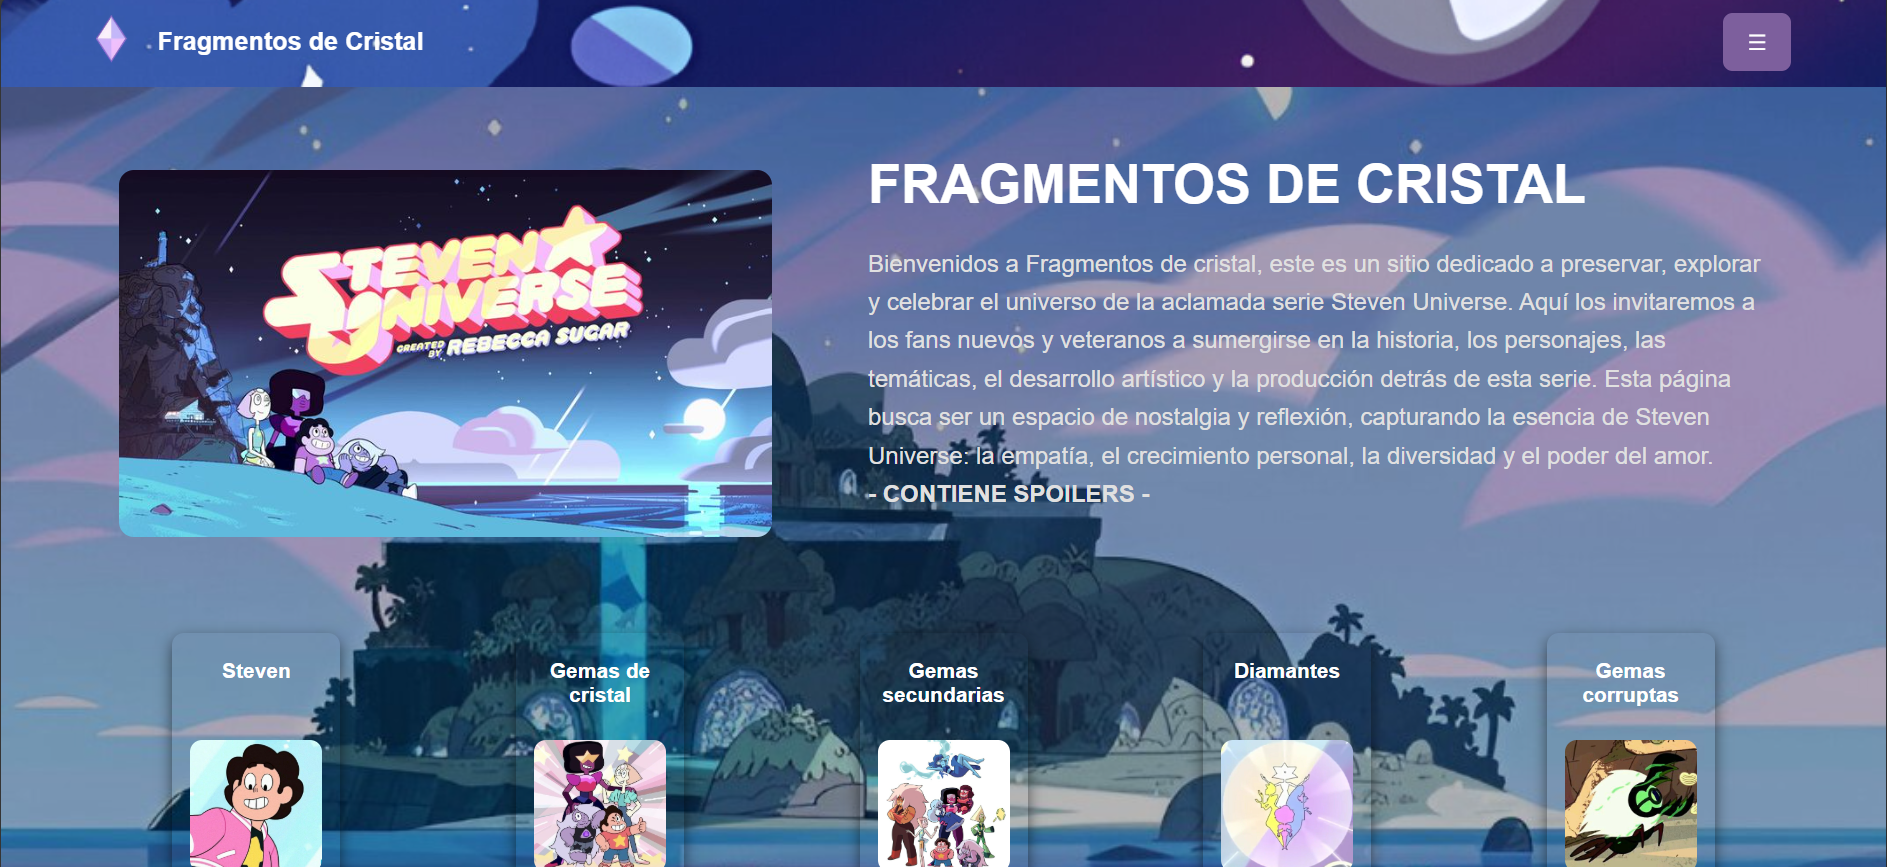 Fragmentos de Cristal
☰
STEVEN
UNIVERSE
CREATED BY REBECCA SUGAR
FRAGMENTOS DE CRISTAL
Bienvenidos a Fragmentos de cristal, este es un sitio dedicado a preservar, explorar
y celebrar el universo de la aclamada serie Steven Universe. Aquí los invitaremos a
los fans nuevos y veteranos a sumergirse en la historia, los personajes, las
temáticas, el desarrollo artístico y la producción detrás de esta serie. Esta página
busca ser un espacio de nostalgia y reflexión, capturando la esencia de Steven
Universe: la empatía, el crecimiento personal, la diversidad y el poder del amor.
- CONTIENE SPOILERS -
Steven
Gemas de
cristal
Gemas
secundarias
Diamantes
Gemas
corruptas